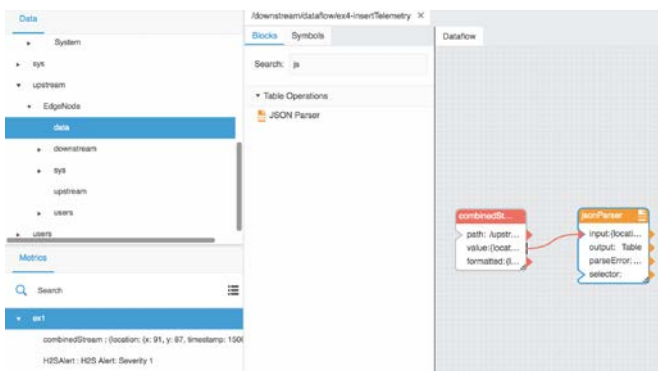 Data
System
sys
upstream
EdgeNode
data
downstream
sys
upstream
users
users
Metrics
Search
ex1
combinedStream : {location: {x: 91, y: 87, timestamp: 150
H2SAlert : H2S Alert: Severity 1
/downstream/dataflow/ex4-insertTelemetry ×
Blocks Symbols
Search: js
Table Operations
JSON Parser
Dataflow
combinedSt...
path: /upstr...
value:{locat...
formatted:{l...
jsonParser
input:{locati...
output: Table
parseError: ...
selector: